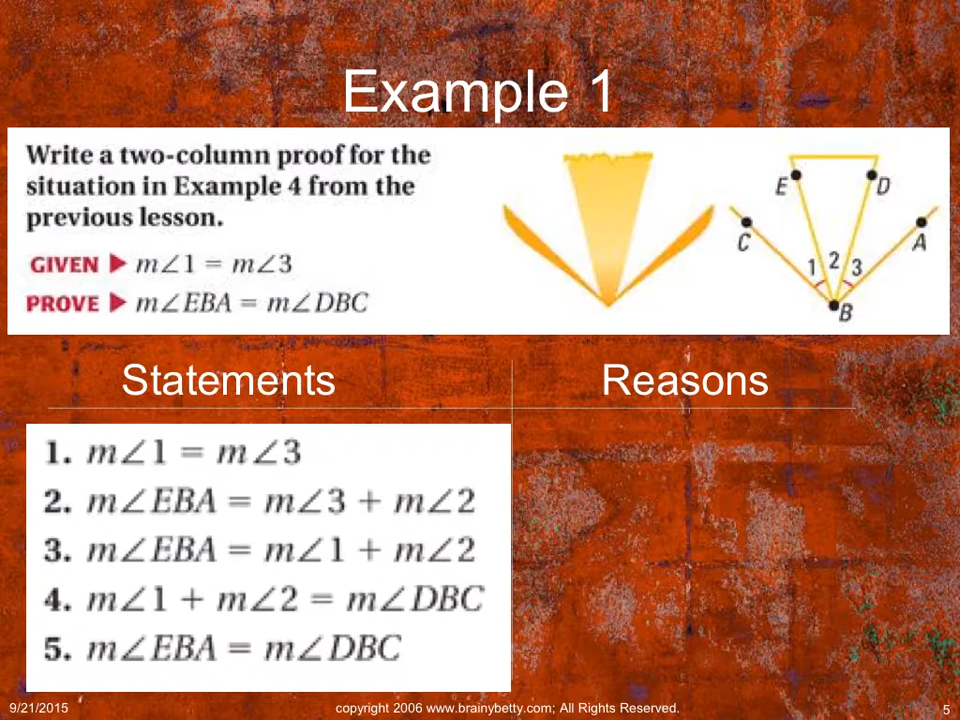 Example 1
Write a two-column proof for the
situation in Example 4 from the
previous lesson.
GIVEN ▶ m∠1 = m∠3
PROVE ▶ m∠EBA = m∠DBC
E
D
C
A
1
2
3
B
Statements
Reasons
1. m∠1 = m∠3
2. m∠EBA = m∠3 + m∠2
3. m∠EBA = m∠1 + m∠2
4. m∠1 + m∠2 = m∠DBC
5. m∠EBA = m∠DBC
9/21/2015
copyright 2006 www.brainybetty.com; All Rights Reserved.
5